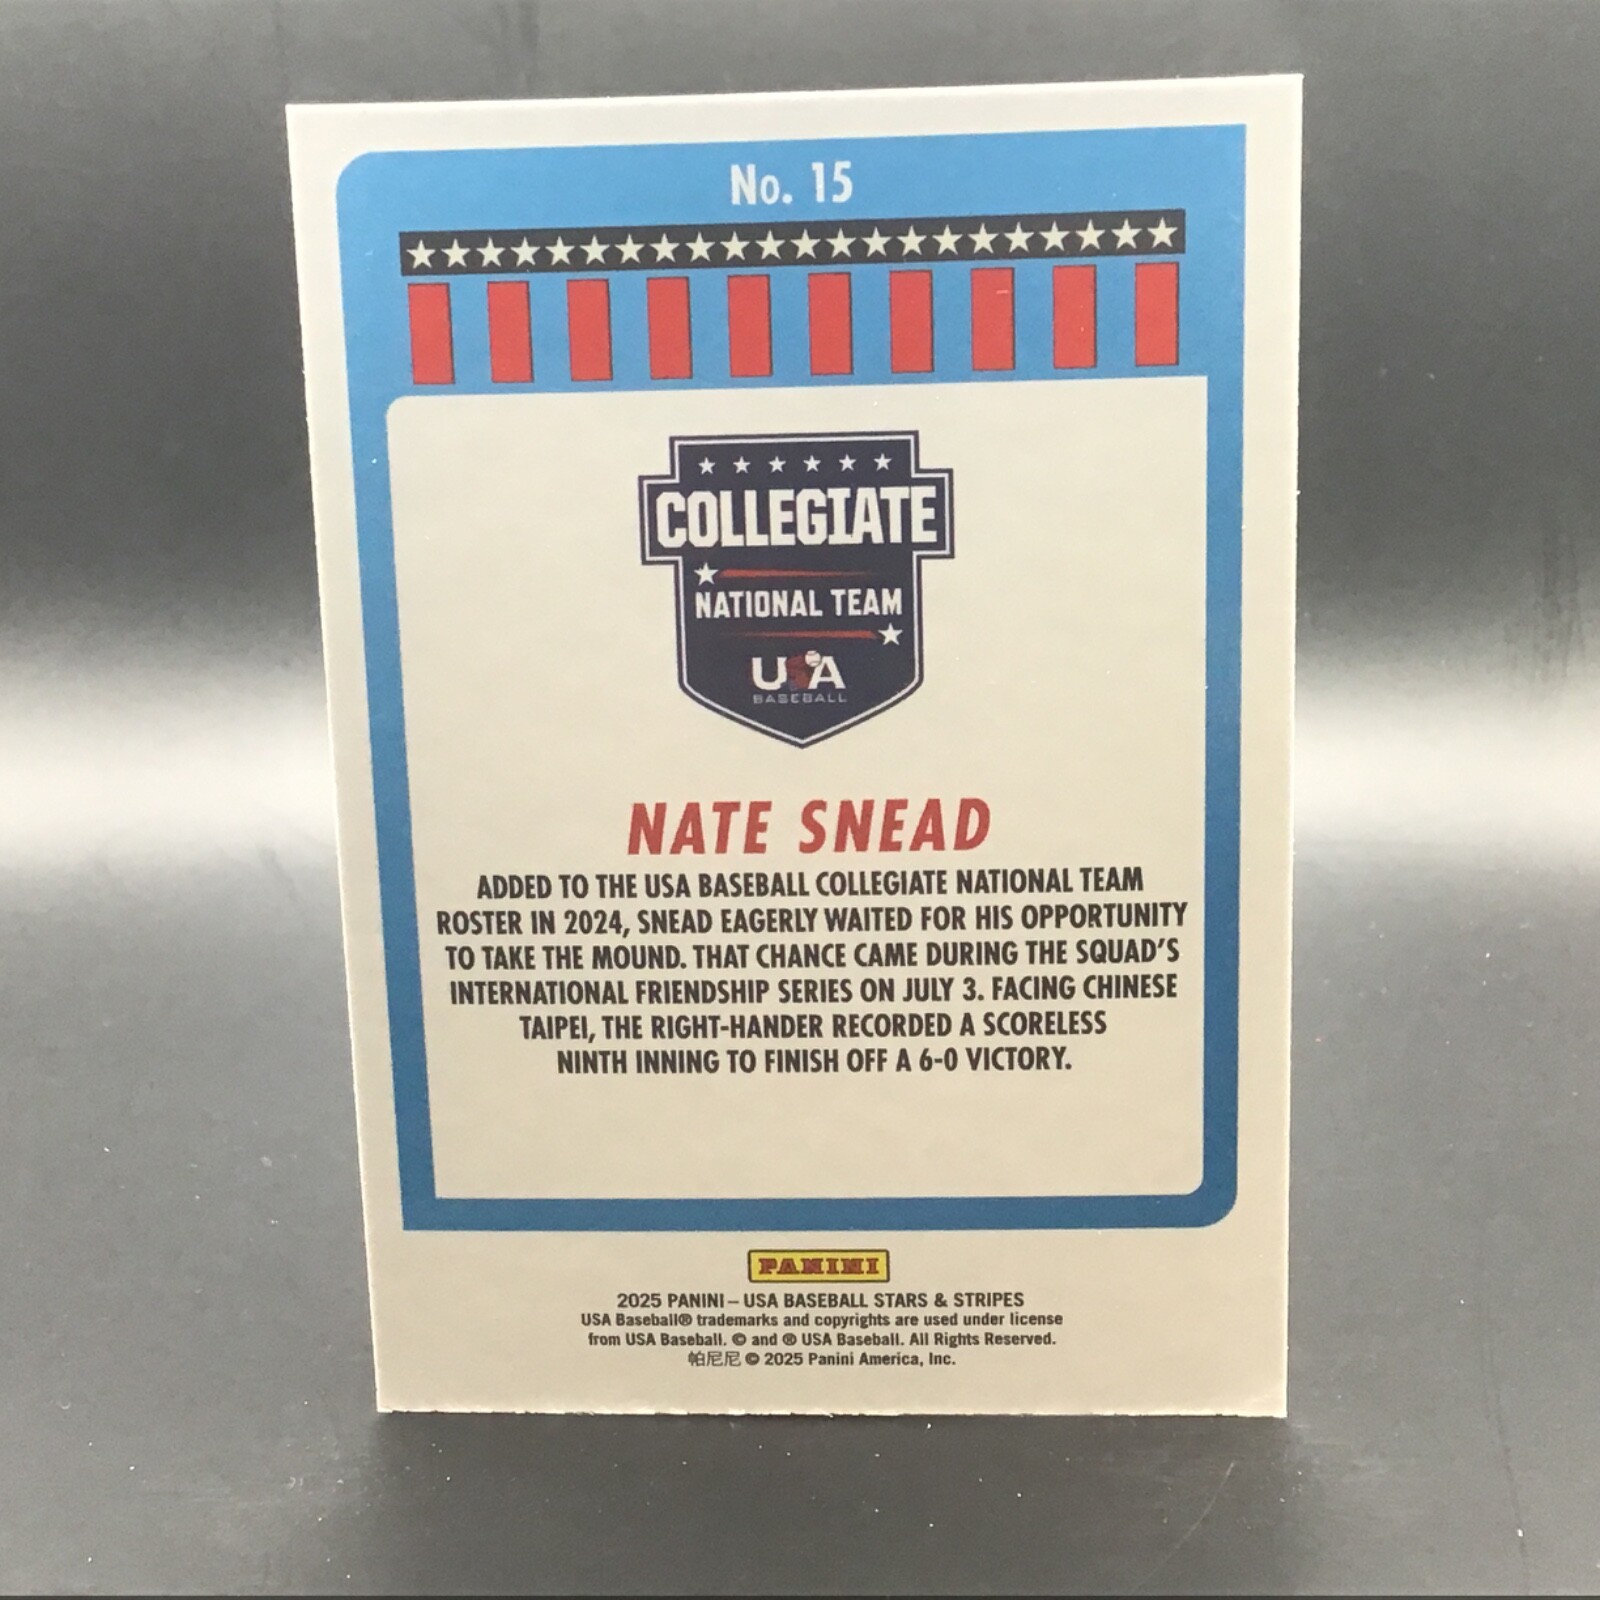 No. 15
COLLEGIATE
NATIONAL TEAM
USA
BASEBALL
NATE SNEAD
ADDED TO THE USA BASEBALL COLLEGIATE NATIONAL TEAM
ROSTER IN 2024, SNEAD EAGERLY WAITED FOR HIS OPPORTUNITY
TO TAKE THE MOUND. THAT CHANCE CAME DURING THE SQUAD'S
INTERNATIONAL FRIENDSHIP SERIES ON JULY 3. FACING CHINESE
TAIPEI, THE RIGHT-HANDER RECORDED A SCORELESS
NINTH INNING TO FINISH OFF A 6-0 VICTORY.
PANINI
2025 PANINI – USA BASEBALL STARS & STRIPES
USA Baseball® trademarks and copyrights are used under license
from USA Baseball. © and ® USA Baseball. All Rights Reserved.
帕尼尼 © 2025 Panini America, Inc.